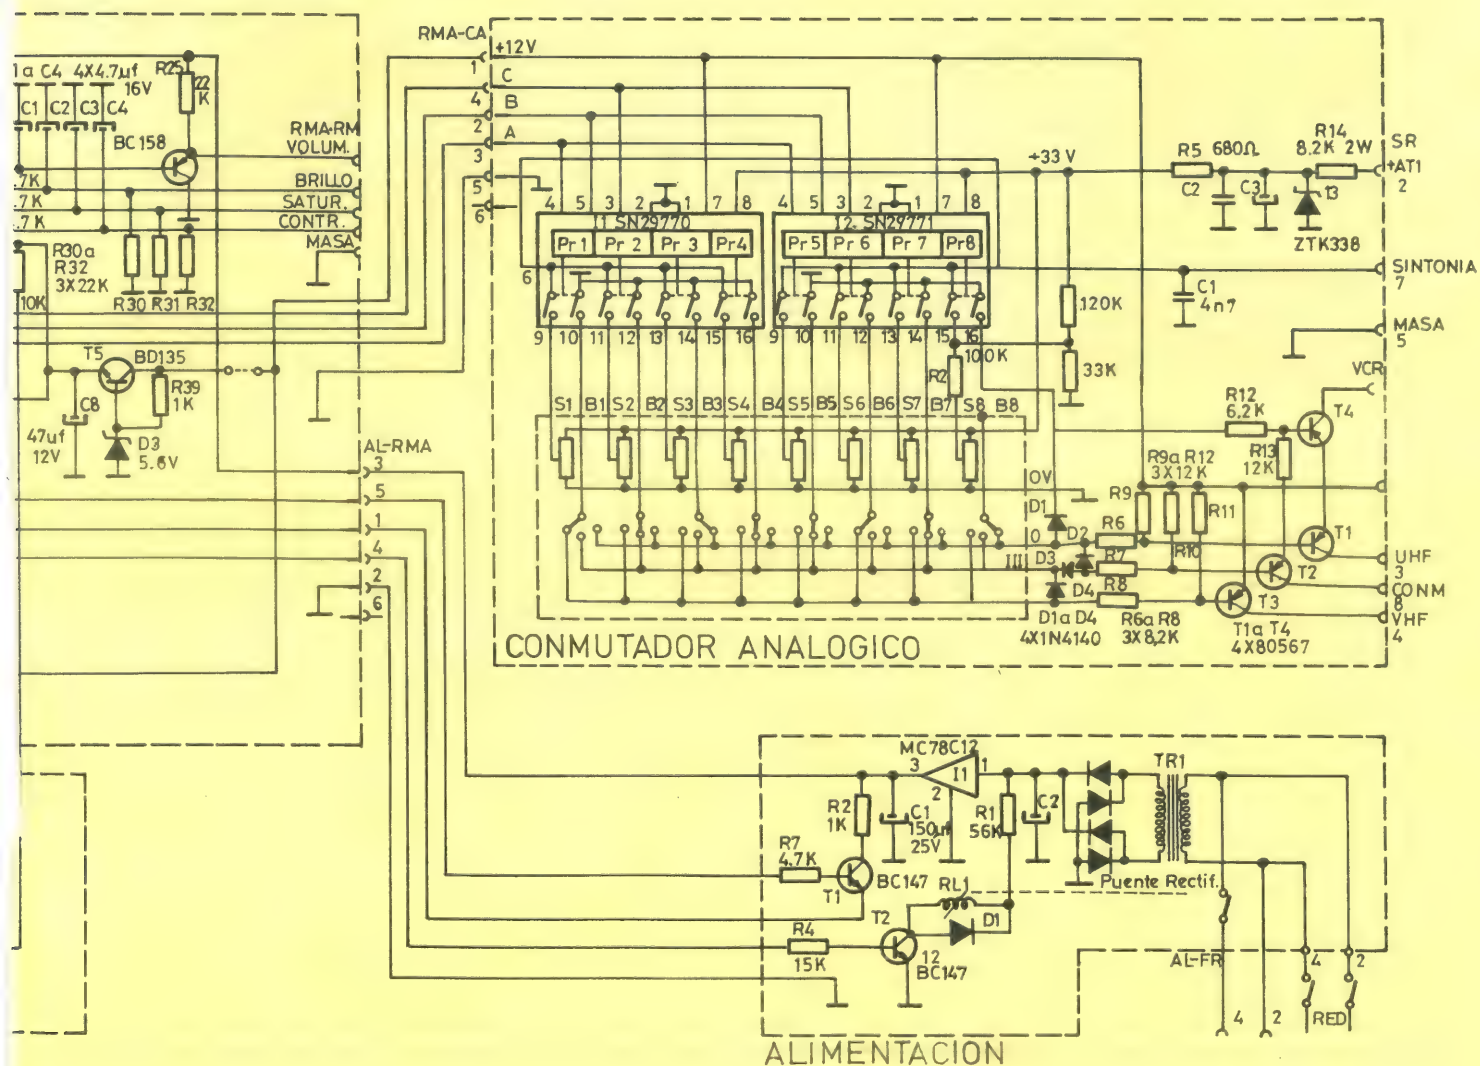 RMA-CA
+12V
1
C
4
B
2
A
3
5
6
1a C4 4X4.7µf
16V
R25
22
K
C1
C2
C3
C4
BC158
RMA-RM
VOLUM.
BRILLO
SATUR.
CONTR.
MASA
.7K
.7K
.7K
R30a
R32
3X22K
10K
R30
R31
R32
T5
BD135
R39
1K
C8
47uf
12V
D3
5.6V
AL-RMA
3
5
1
4
2
6
+33 V
R5 680Ω
C2
C3
R14
8.2K 2W
SR
+AT1
2
13
ZTK338
4 5 3 2 1 7 8
I1 SN29770
Pr1 Pr2 Pr3 Pr4
6
9 10 11 12 13 14 15 16
4 5 3 2 1 7 8
I2 SN29771
Pr5 Pr6 Pr7 Pr8
9 10 11 12 13 14 15 16
SINTONIA
7
C1
4n7
120K
MASA
5
100K
R2
33K
VCR
R12
6.2K
T4
R13
12K
S1 B1 S2 B2 S3 B3 S4 B4 S5 B5 S6 B6 S7 B7 S8 B8
R9a R12
3X12K
0V
D1
R9
R11
0
D2
R6
R10
T1
III
D3
R7
T2
UHF
3
D4
R8
T3
CONM
8
VHF
4
D1a D4
4X1N4140
R6a R8
3X8,2K
T1a T4
4X80567
CONMUTADOR ANALOGICO
MC78C12
3
I1
1
2
TR1
R2
1K
C1
150µf
25V
R1
56K
C2
R7
4.7K
T1
BC147
Puente Rectif.
RL1
T2
D1
R4
15K
12
BC147
AL-FR
4
2
4
2
RED
ALIMENTACION